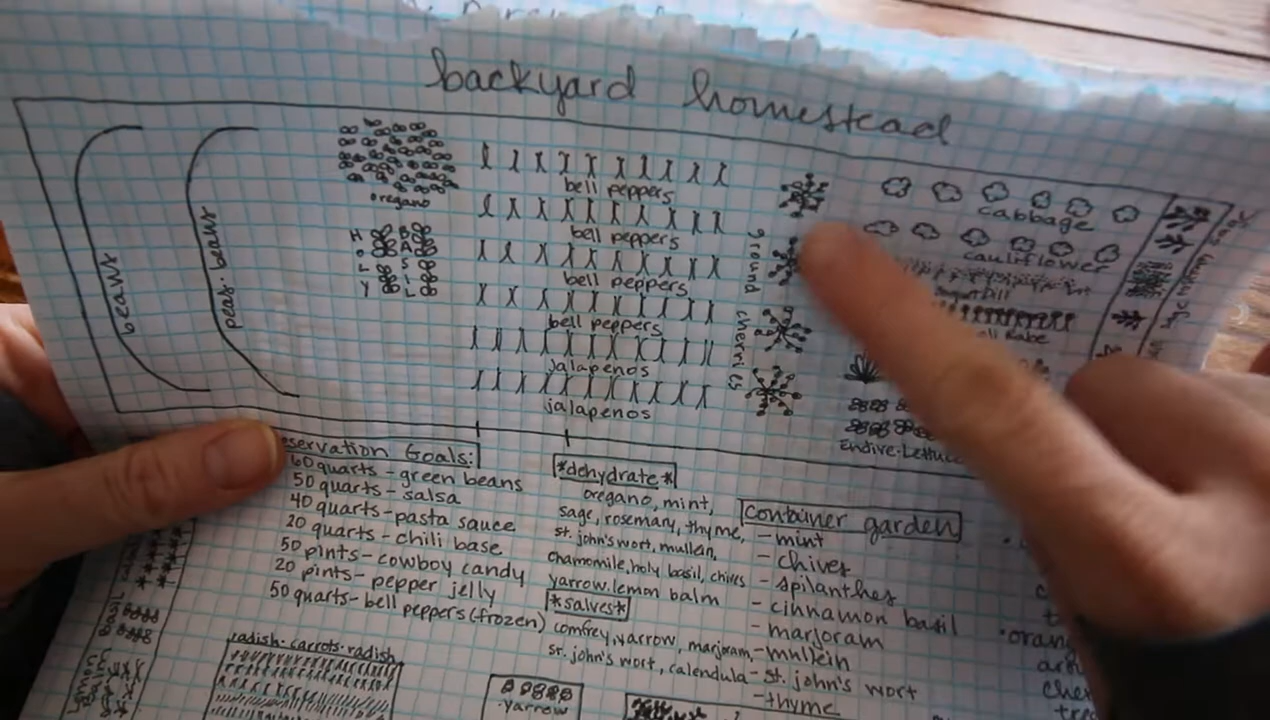 backyard homestead
beans
peas. beans
oregano
HOLY
BASIL
bell peppers
bell peppers
bell peppers
bell peppers
jalapenos
jalapenos
ground cherries
cabbage
cauliflower
Dill
Endive. Lettuce
servation Goals:
60 quarts - green beans
50 quarts - salsa
40 quarts - pasta sauce
20 quarts - chili base
50 pints - cowboy candy
20 pints - pepper jelly
50 quarts - bell peppers (frozen)
*dehydrate*
oregano, mint,
sage, rosemary, thyme,
st. john's wort, mullan,
chamomile, holy basil, chives
yarrow. lemon balm
*salves*
comfrey, yarrow, marjoram,
st. john's wort, calendula
Container garden
- mint
- chives
- spilanthes
- cinnamon basil
- marjoram
- mullein
- st. john's wort
- thyme
basil
radish. carrots. radish
.yarrow